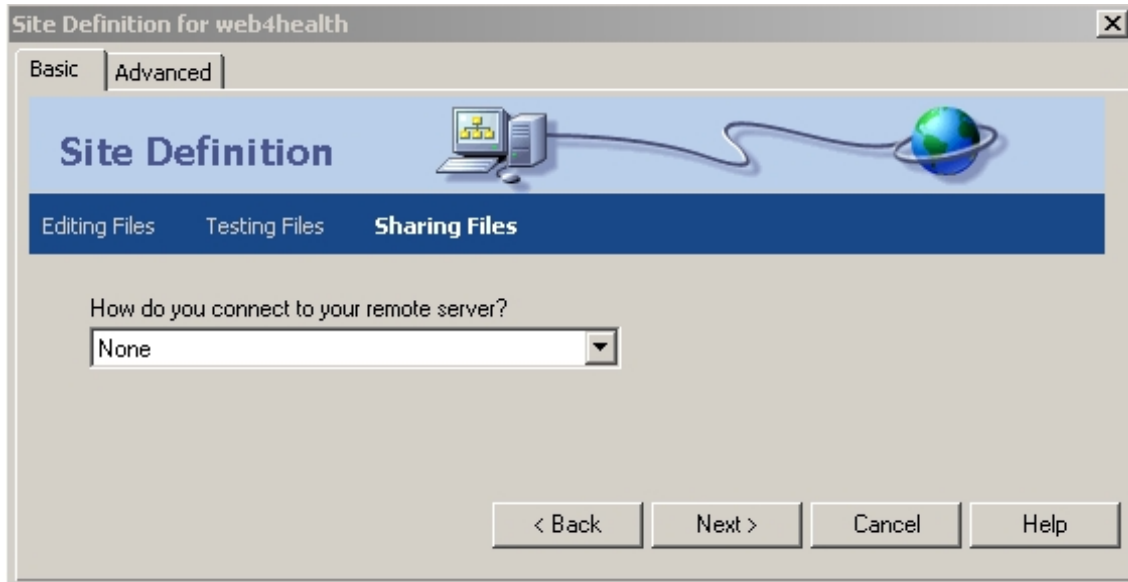 Site Definition for web4health
Basic Advanced
Site Definition
Editing Files Testing Files Sharing Files
How do you connect to your remote server?
None
< Back Next > Cancel Help